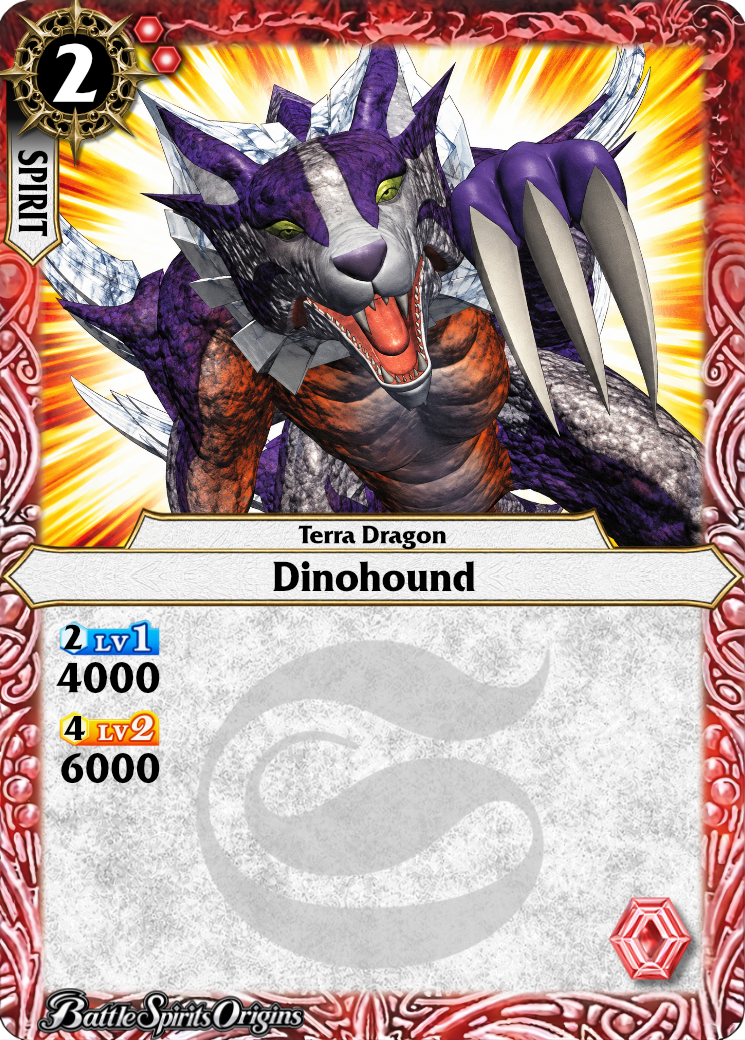 2
SPIRIT
Terra Dragon
Dinohound
2 LV1
4000
4 LV2
6000
Battle Spirits Origins